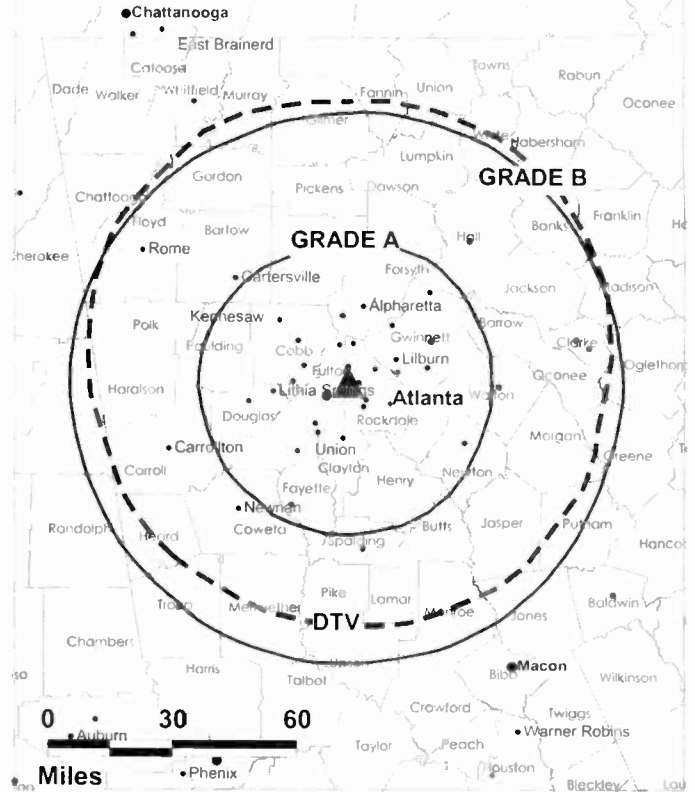 Chattanooga
East Brainerd
Catoosa
Towns
Rabun
Dade
Walker
Whitfield
Murray
Fannin
Union
Oconee
Gilmer
White
Habersham
Lumpkin
Gordon
GRADE B
Pickens
Dawson
Chattooga
Floyd
Franklin
Bartow
Banks
GRADE A
Hall
Cherokee
Rome
Forsyth
Cartersville
Jackson
Madison
Alpharetta
Kennesaw
Polk
Barrow
Gwinnett
Paulding
Cobb
Clarke
Lilburn
Fulton
Oglethorp
Oconee
Haralson
Lithia Springs
Atlanta
Walton
Douglas
Rockdale
Morgan
Carrollton
Union
Greene
Carroll
Clayton
Newton
Henry
Fayette
Newnan
Randolph
Heard
Coweta
Butts
Jasper
Putnam
Spalding
Hancoc
Pike
Lamar
Baldwin
Troup
Meriwether
DTV
Monroe
Jones
Chambers
Harris
Macon
Bibb
Talbot
Wilkinson
Crawford
Twiggs
0 30 60
Auburn
Warner Robins
Taylor
Peach
Miles
Phenix
Houston
Bleckley
Lau